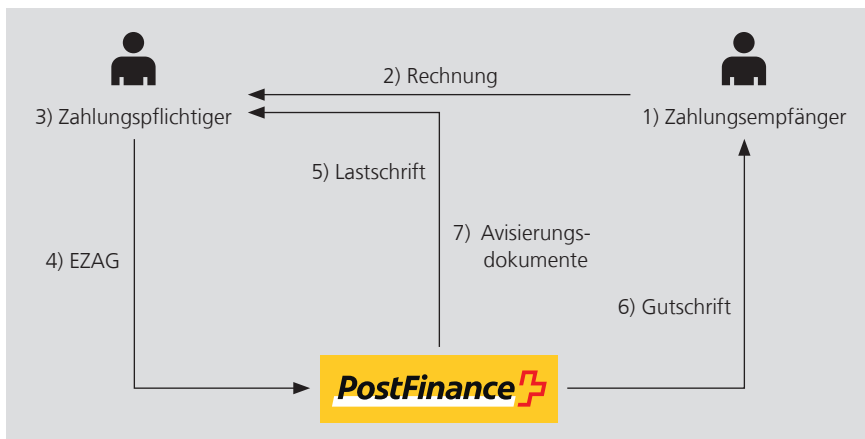 2) Rechnung
3) Zahlungspflichtiger
1) Zahlungsempfänger
5) Lastschrift
4) EZAG
7) Avisierungs-
dokumente
6) Gutschrift
PostFinance